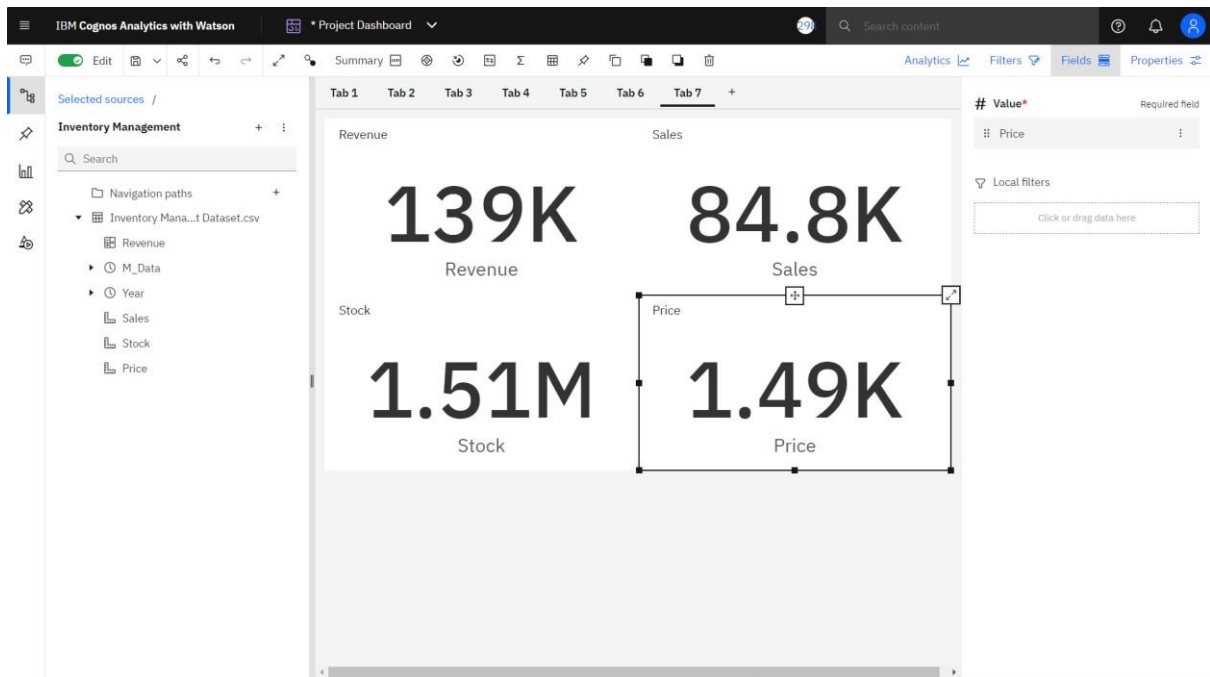 IBM Cognos Analytics with Watson
* Project Dashboard
Search content
Edit
Summary
Analytics
Filters
Fields
Properties
Selected sources /
Inventory Management
Search
Navigation paths
Inventory Mana...t Dataset.csv
Revenue
M_Data
Year
Sales
Stock
Price
Tab 1 Tab 2 Tab 3 Tab 4 Tab 5 Tab 6 Tab 7 +
Revenue
139K
Revenue
Sales
84.8K
Sales
Stock
1.51M
Stock
Price
1.49K
Price
# Value* Required field
Price
Local filters
Click or drag data here